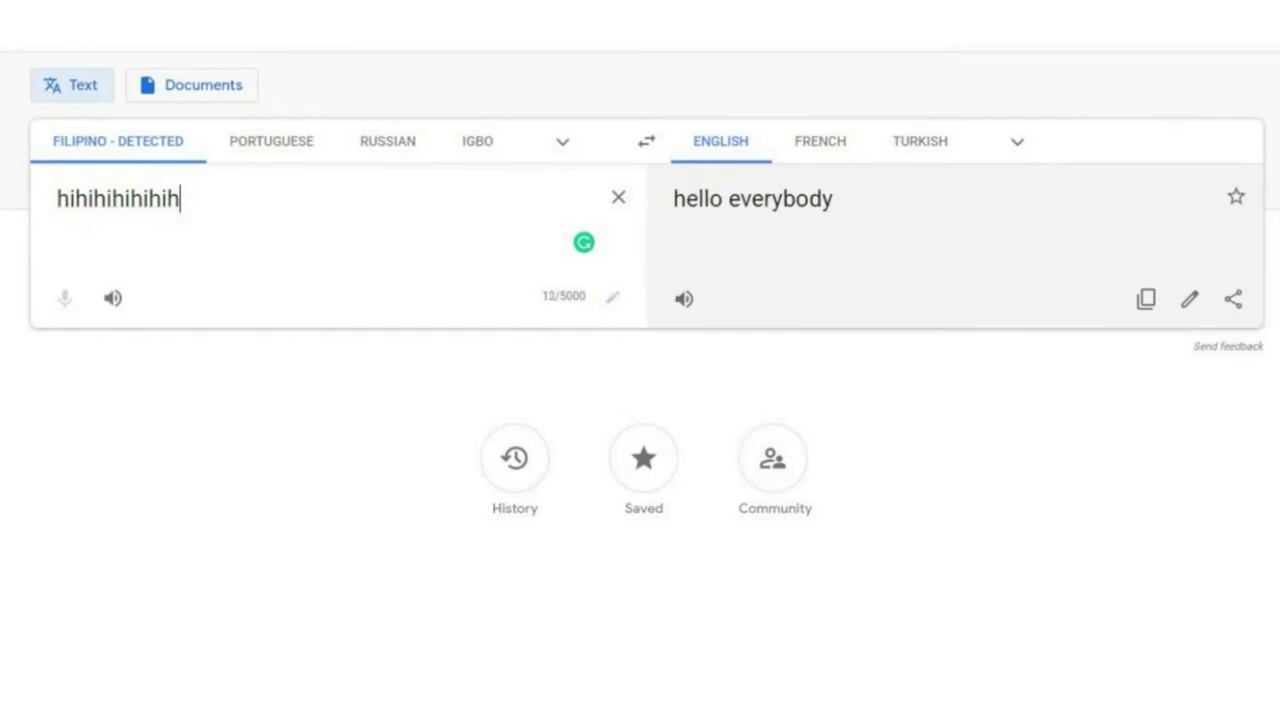 Text Documents
FILIPINO - DETECTED PORTUGUESE RUSSIAN IGBO ENGLISH FRENCH TURKISH
hihihihihihih hello everybody
13/5000
Send feedback
History Saved Community